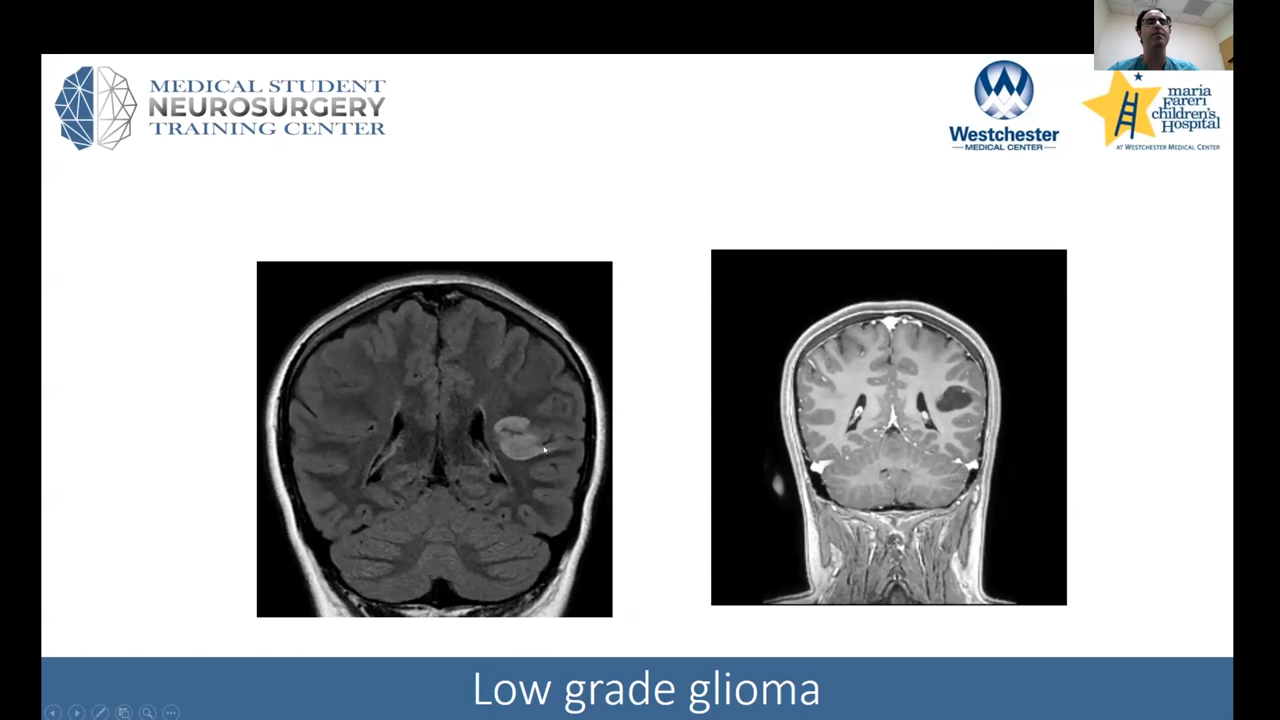 MEDICAL STUDENT
NEUROSURGERY
TRAINING CENTER
Westchester
MEDICAL CENTER
maria
Fareri
children's
Hospital
AT WESTCHESTER MEDICAL CENTER
Low grade glioma